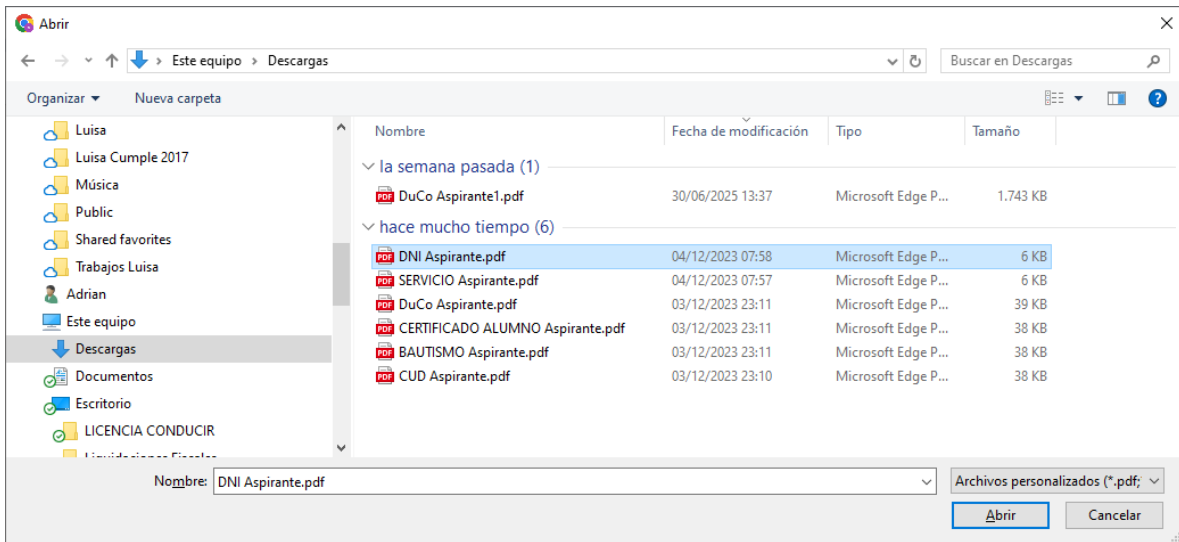 Abrir
Este equipo > Descargas
Buscar en Descargas
Organizar
Nueva carpeta
Luisa
Luisa Cumple 2017
Música
Public
Shared favorites
Trabajos Luisa
Adrian
Este equipo
Descargas
Documentos
Escritorio
LICENCIA CONDUCIR
Nombre Fecha de modificación Tipo Tamaño
la semana pasada (1)
PDF DuCo Aspirante1.pdf 30/06/2025 13:37 Microsoft Edge P... 1.743 KB
hace mucho tiempo (6)
PDF DNI Aspirante.pdf 04/12/2023 07:58 Microsoft Edge P... 6 KB
PDF SERVICIO Aspirante.pdf 04/12/2023 07:57 Microsoft Edge P... 6 KB
PDF DuCo Aspirante.pdf 03/12/2023 23:11 Microsoft Edge P... 39 KB
PDF CERTIFICADO ALUMNO Aspirante.pdf 03/12/2023 23:11 Microsoft Edge P... 38 KB
PDF BAUTISMO Aspirante.pdf 03/12/2023 23:11 Microsoft Edge P... 38 KB
PDF CUD Aspirante.pdf 03/12/2023 23:10 Microsoft Edge P... 38 KB
Nombre: DNI Aspirante.pdf
Archivos personalizados (*.pdf;
Abrir
Cancelar